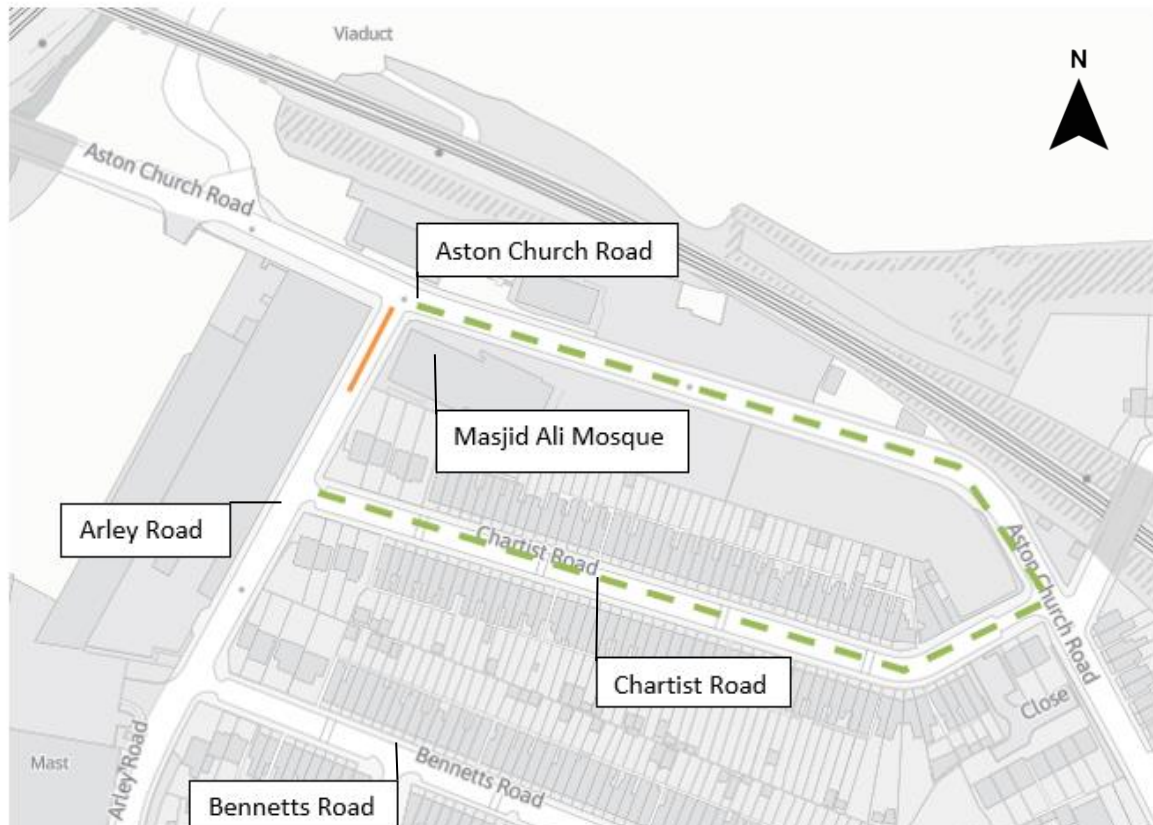 Viaduct
N
Aston Church Road
Aston Church Road
Masjid Ali Mosque
Arley Road
Chartist Road
Aston Church Road
Chartist Road
Close
Mast
Arley Road
Bennetts Road
Bennetts Road